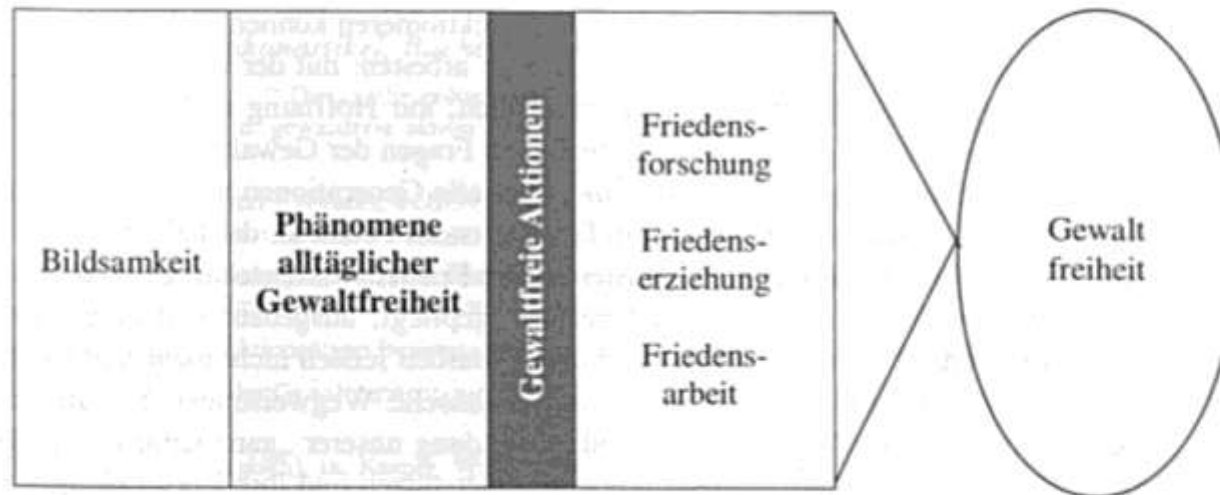 Bildsamkeit
Phänomene
alltäglicher
Gewaltfreiheit
Gewaltfreie Aktionen
Friedens-
forschung
Friedens-
erziehung
Friedens-
arbeit
Gewalt
freiheit